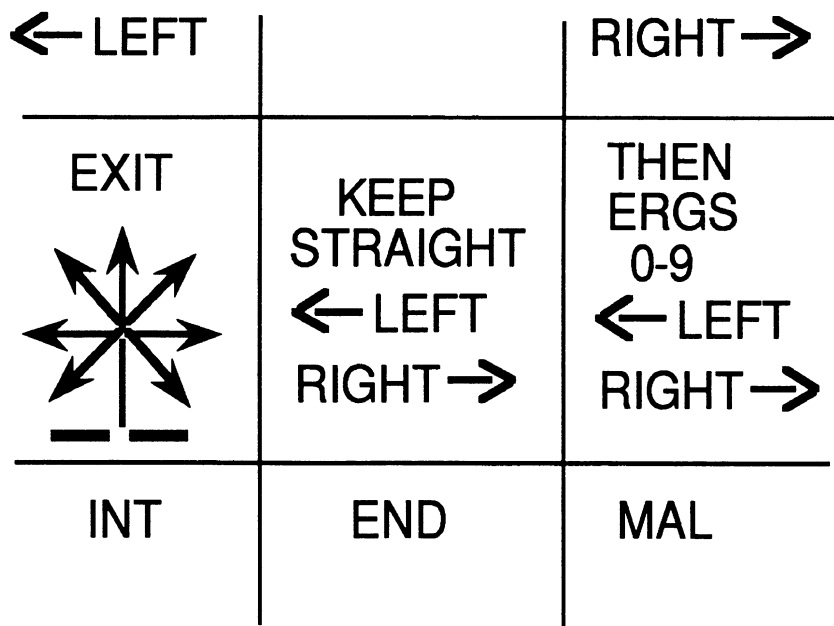 LEFT
RIGHT
EXIT
KEEP
STRAIGHT
LEFT
RIGHT
THEN
ERGS
0-9
LEFT
RIGHT
INT
END
MAL